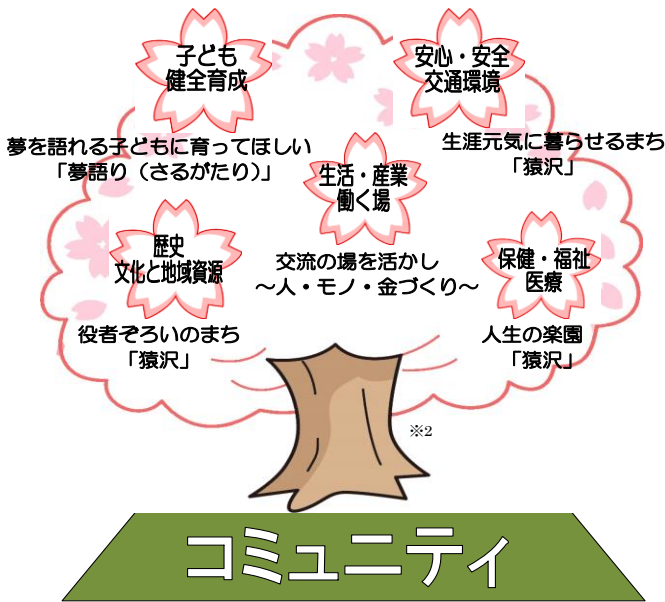 子ども
健全育成
夢を語れる子どもに育ってほしい
「夢語り（さるがたり）」
安心・安全
交通環境
生涯元気に暮らせるまち
「猿沢」
生活・産業
働く場
交流の場を活かし
～人・モノ・金づくり～
歴史
文化と地域資源
役者ぞろいのまち
「猿沢」
保健・福祉
医療
人生の楽園
「猿沢」
※2
コミュニティ